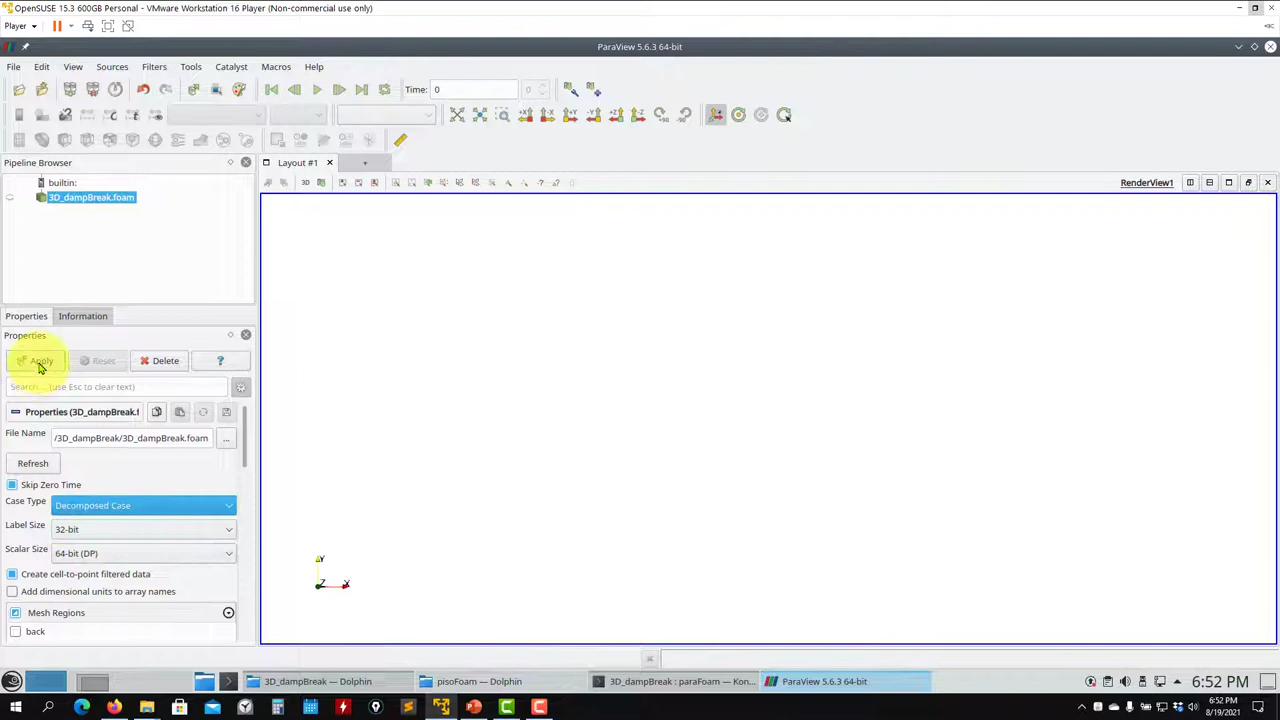 OpenSUSE 15.3 600GB Personal - VMware Workstation 16 Player (Non-commercial use only)
Player
ParaView 5.6.3 64-bit
File Edit View Sources Filters Tools Catalyst Macros Help
Time: 0 0
Pipeline Browser
Layout #1
builtin:
3D_dampBreak.foam
3D
RenderView1
Properties Information
Properties
Apply Reset Delete ?
Search ... (use Esc to clear text)
Properties (3D_dampBreak.f
File Name /3D_dampBreak/3D_dampBreak.foam ...
Refresh
Skip Zero Time
Case Type Decomposed Case
Label Size 32-bit
Scalar Size 64-bit (DP)
Create cell-to-point filtered data
Add dimensional units to array names
Mesh Regions
back
Y
Z X
3D_dampBreak — Dolphin pisoFoam — Dolphin 3D_dampBreak : paraFoam — Kon... ParaView 5.6.3 64-bit 6:52 PM
6:52 PM
8/19/2021